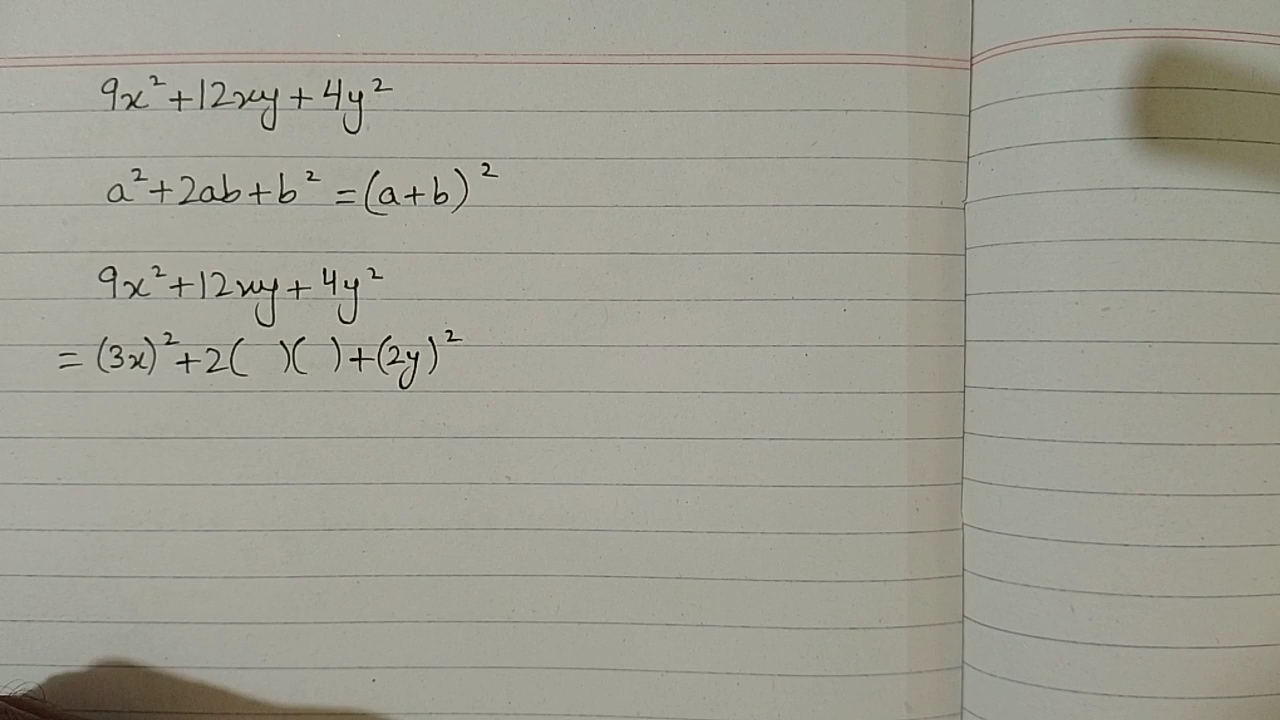 9x²+12xy+4y²
a²+2ab+b²=(a+b)²
9x²+12xy+4y²
=(3x)²+2( )( )+(2y)²